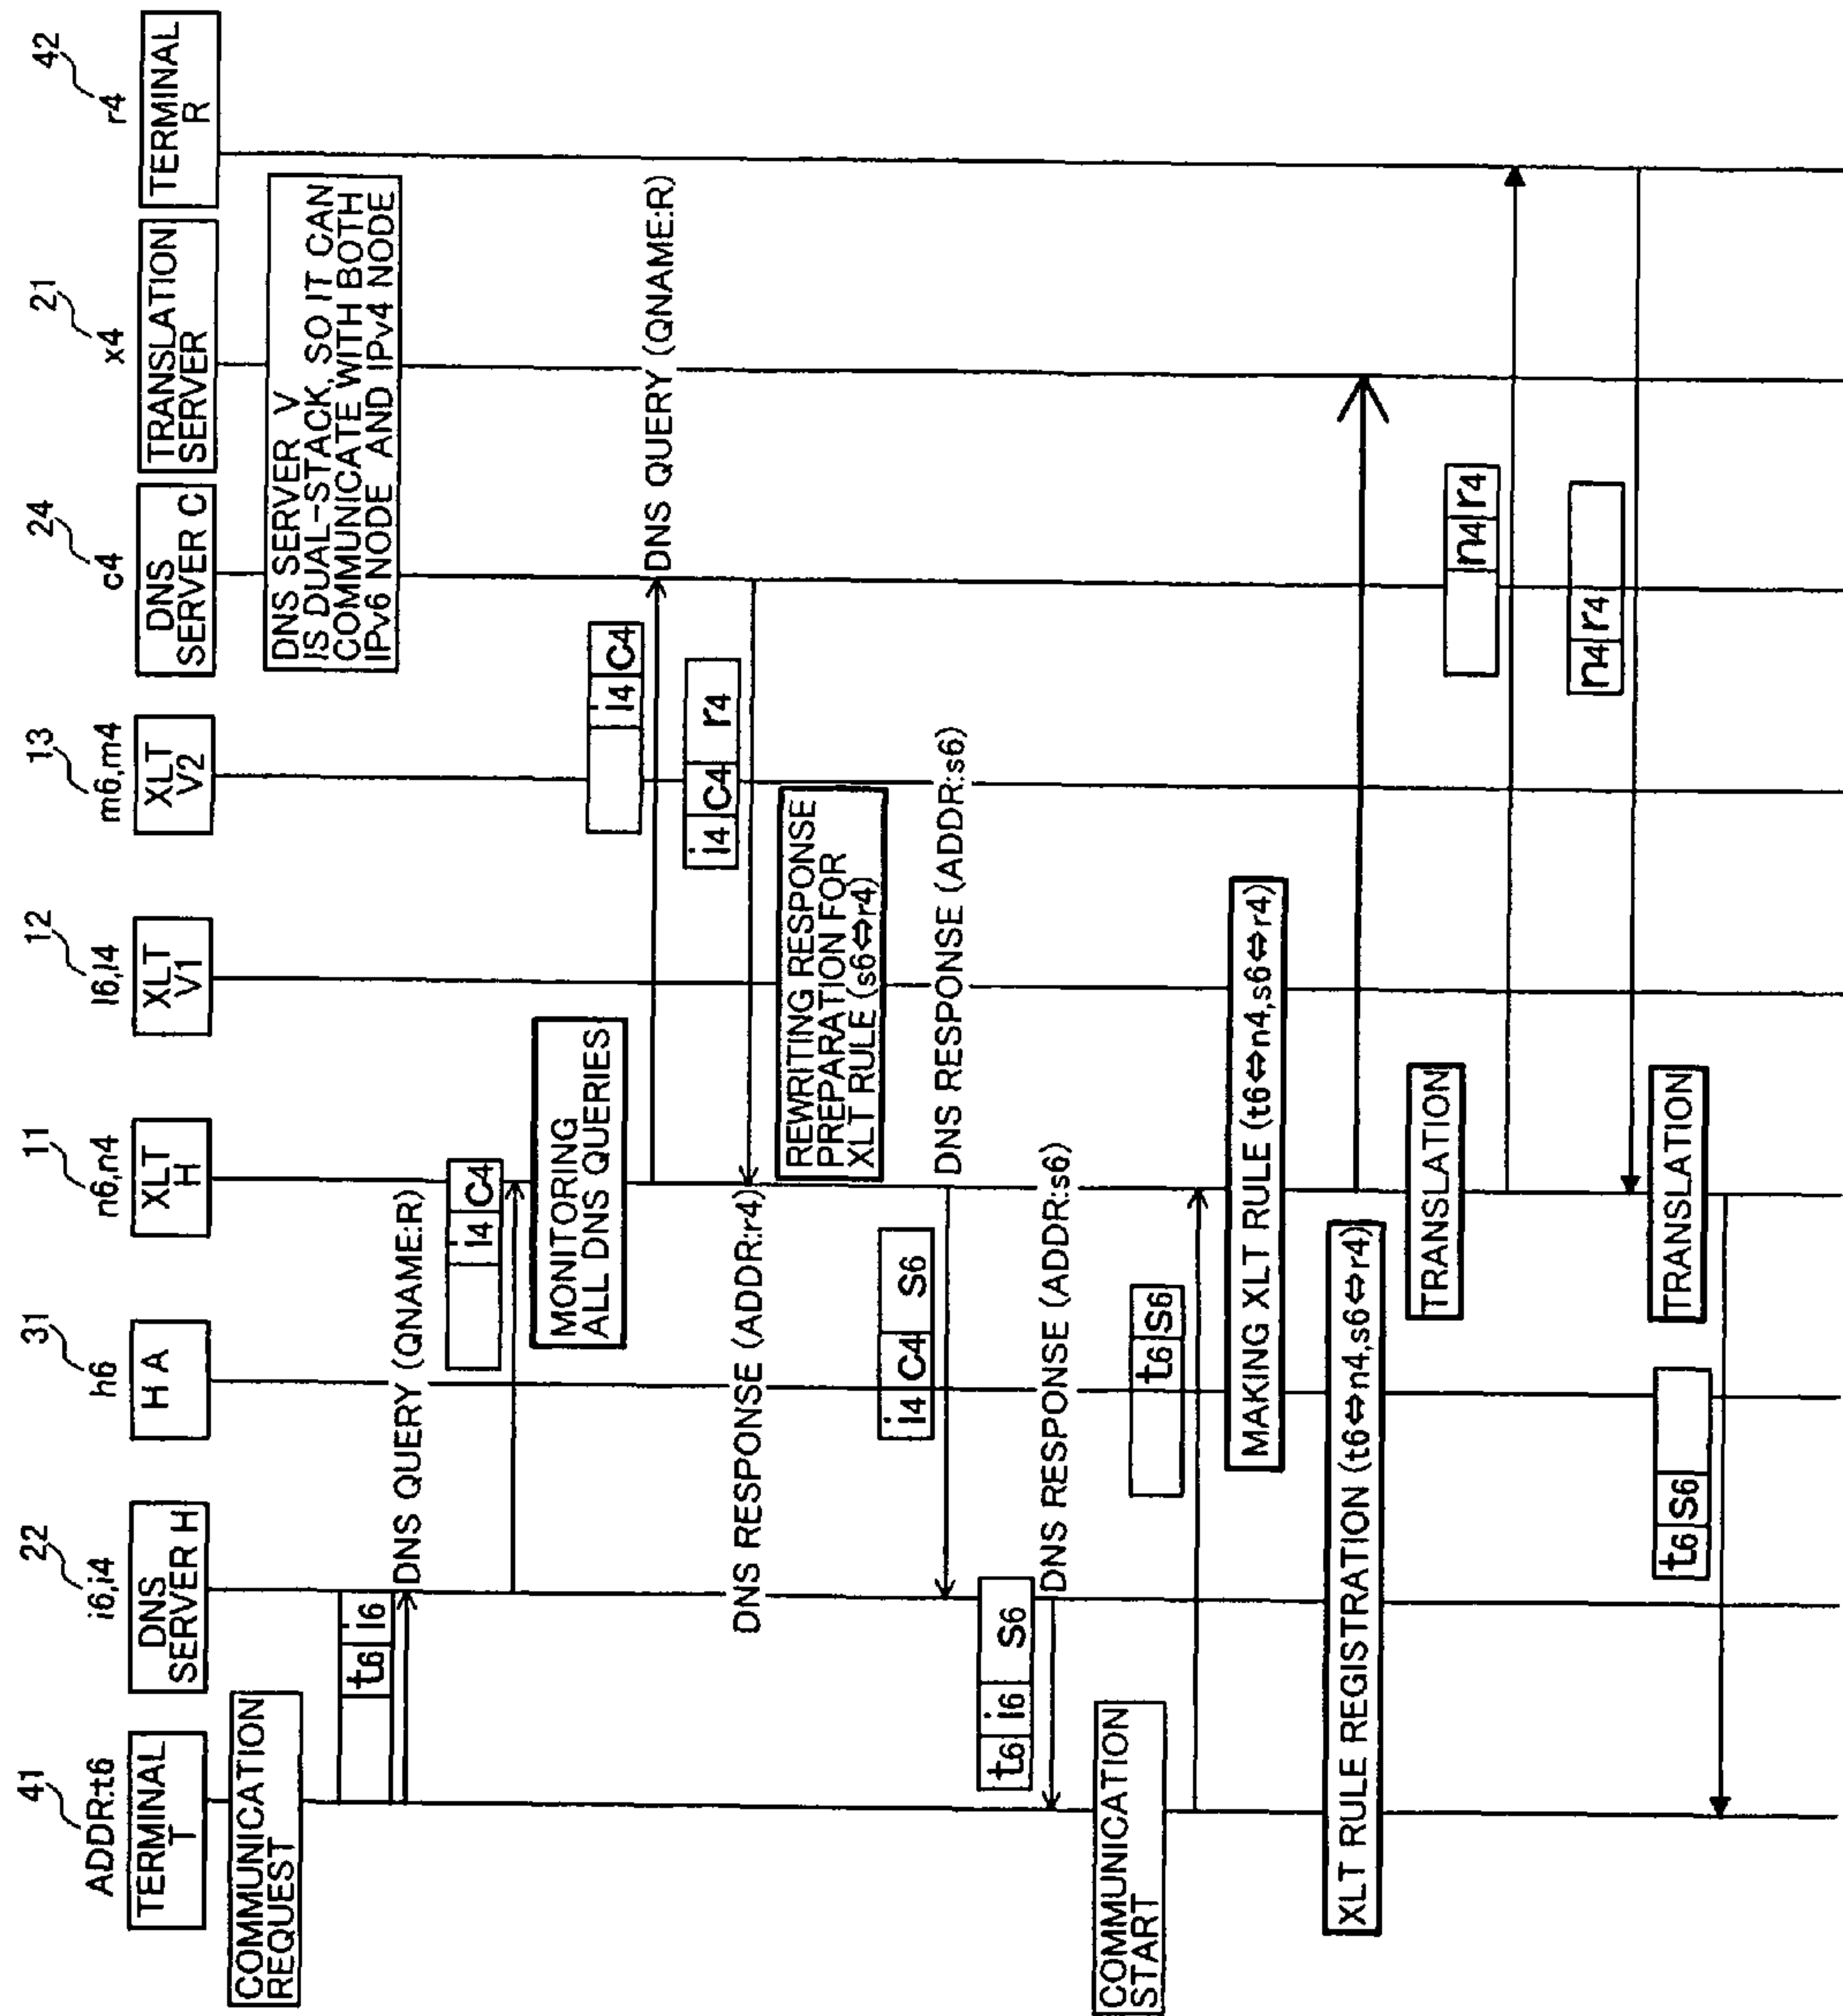 41
ADDR:t6
TERMINAL
T
22
i6,i4
DNS
SERVER H
31
h6
H A
11
n6,n4
XLT
H
12
l6,l4
XLT
V1
13
m6,m4
XLT
V2
24
c4
DNS
SERVER C
21
x4
TRANSLATION
SERVER
42
r4
TERMINAL
R
COMMUNICATION
REQUEST
DNS SERVER V
IS DUAL-STACK, SO IT CAN
COMMUNICATE WITH BOTH
IPv6 NODE AND IPv4 NODE
t6 i6
DNS QUERY (QNAME:R)
i4 C4
MONITORING
ALL DNS QUERIES
i4 C4
DNS QUERY (QNAME:R)
i4 C4 r4
DNS RESPONSE (ADDR:r4)
REWRITING RESPONSE
PREPARATION FOR
XLT RULE (s6⇔r4)
i4 C4 S6
DNS RESPONSE (ADDR:s6)
t6 i6 S6
DNS RESPONSE (ADDR:s6)
COMMUNICATION
START
t6 S6
MAKING XLT RULE (t6⇔n4,s6⇔r4)
XLT RULE REGISTRATION (t6⇔n4,s6⇔r4)
TRANSLATION
n4 r4
n4 r4
TRANSLATION
t6 S6